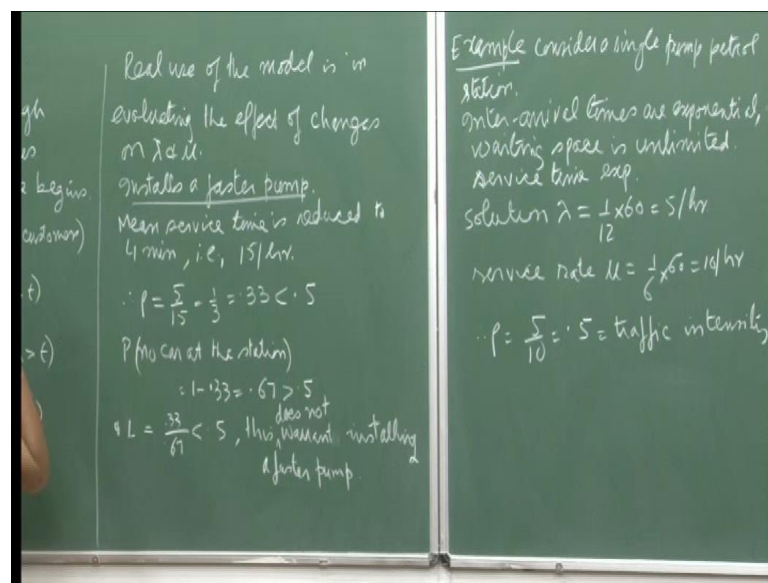 gh
es
e begins.
customer)
t)
> t)
Real use of the model is in
evaluating the effect of changes
in λ & μ.
Installs a faster pump.
Mean service time is reduced to
4 min, i.e., 15/hr.
∴ ρ = 5/15 = 1/3 = .33 < .5
P(no car at the station)
= 1 - .33 = .67 > .5
& L = .33/.67 < .5, this does not warrant installing
a faster pump.
Example consider a single pump petrol
station.
Inter-arrival times are exponential,
waiting space is unlimited.
service time exp.
solution λ = 1/12 x 60 = 5/hr
service rate μ = 1/6 x 60 = 10/hr
∴ ρ = 5/10 = .5 = traffic intensity